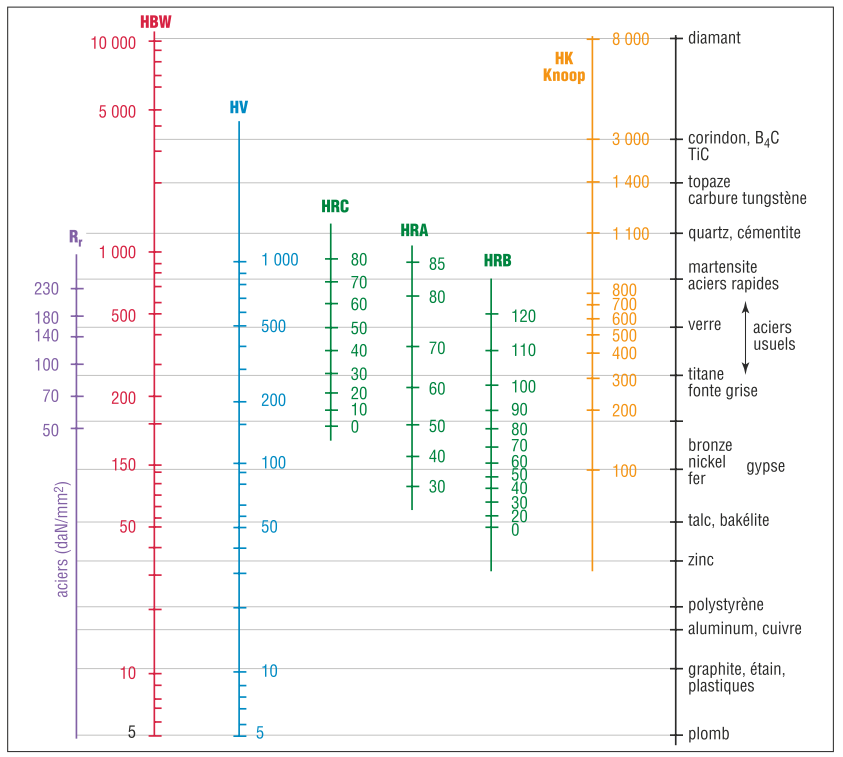 HBW
10 000
5 000
1 000
500
200
150
50
10
5
HV
1 000
500
200
100
50
10
5
R_r
230
180
140
100
70
50
aciers (daN/mm²)
HRC
80
70
60
50
40
30
20
10
0
HRA
85
80
70
60
50
40
30
HRB
120
110
100
90
80
70
60
50
40
30
20
0
HK
Knoop
8 000
3 000
1 400
1 100
800
700
600
500
400
300
200
100
diamant
corindon, B₄C
TiC
topaze
carbure tungstène
quartz, cémentite
martensite
aciers rapides
verre
aciers
usuels
titane
fonte grise
bronze
nickel
fer
gypse
talc, bakélite
zinc
polystyrène
aluminum, cuivre
graphite, étain,
plastiques
plomb